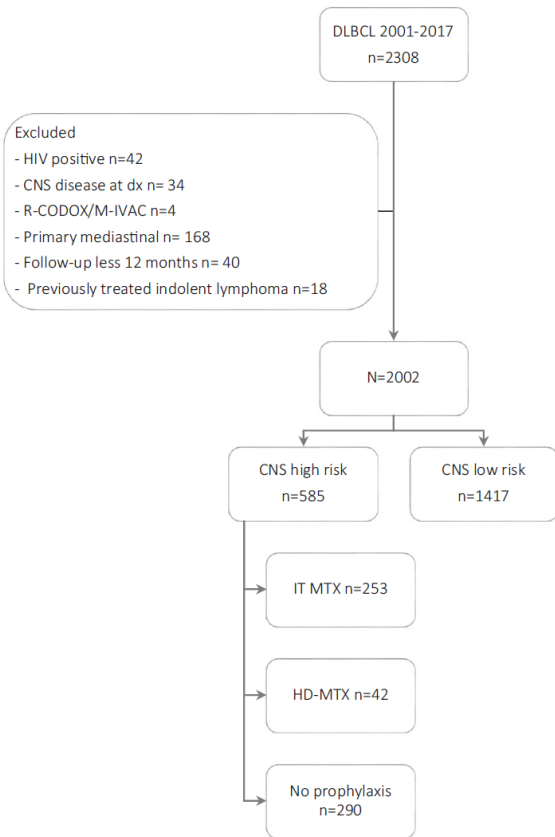 DLBCL 2001-2017
n=2308
Excluded
- HIV positive n=42
- CNS disease at dx n= 34
- R-CODOX/M-IVAC n=4
- Primary mediastinal n= 168
- Follow-up less 12 months n= 40
- Previously treated indolent lymphoma n=18
N=2002
CNS high risk
n=585
CNS low risk
n=1417
IT MTX n=253
HD-MTX n=42
No prophylaxis
n=290